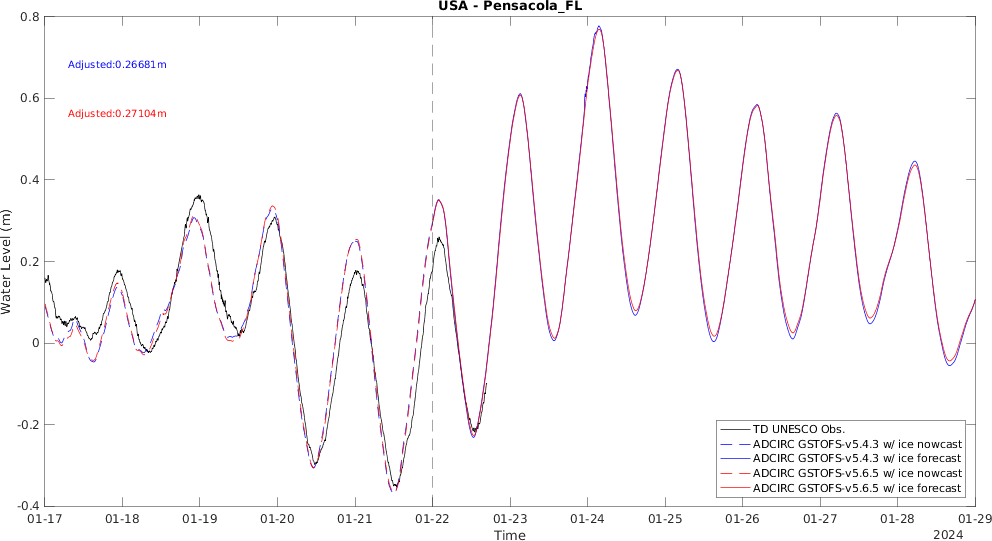 USA - Pensacola_FL
Adjusted:0.26681m
Adjusted:0.27104m
Water Level (m)
0.8
0.6
0.4
0.2
0
-0.2
-0.4
TD UNESCO Obs.
ADCIRC GSTOFS-v5.4.3 w/ ice nowcast
ADCIRC GSTOFS-v5.4.3 w/ ice forecast
ADCIRC GSTOFS-v5.6.5 w/ ice nowcast
ADCIRC GSTOFS-v5.6.5 w/ ice forecast
01-17 01-18 01-19 01-20 01-21 01-22 01-23 01-24 01-25 01-26 01-27 01-28 01-29
Time
2024